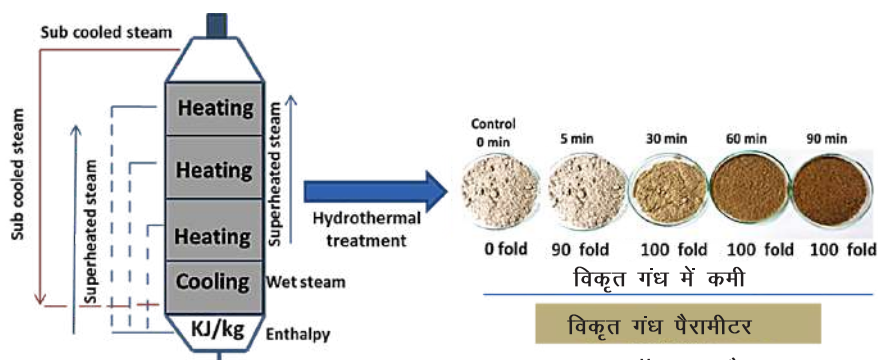 Sub cooled steam
Sub cooled steam
Superheated steam
Heating
Heating
Heating
Cooling
KJ/kg
Superheated steam
Wet steam
Enthalpy
Hydrothermal
treatment
Control
0 min 5 min 30 min 60 min 90 min
0 fold 90 fold 100 fold 100 fold 100 fold
विकृत गंध में कमी
विकृत गंध पैरामीटर